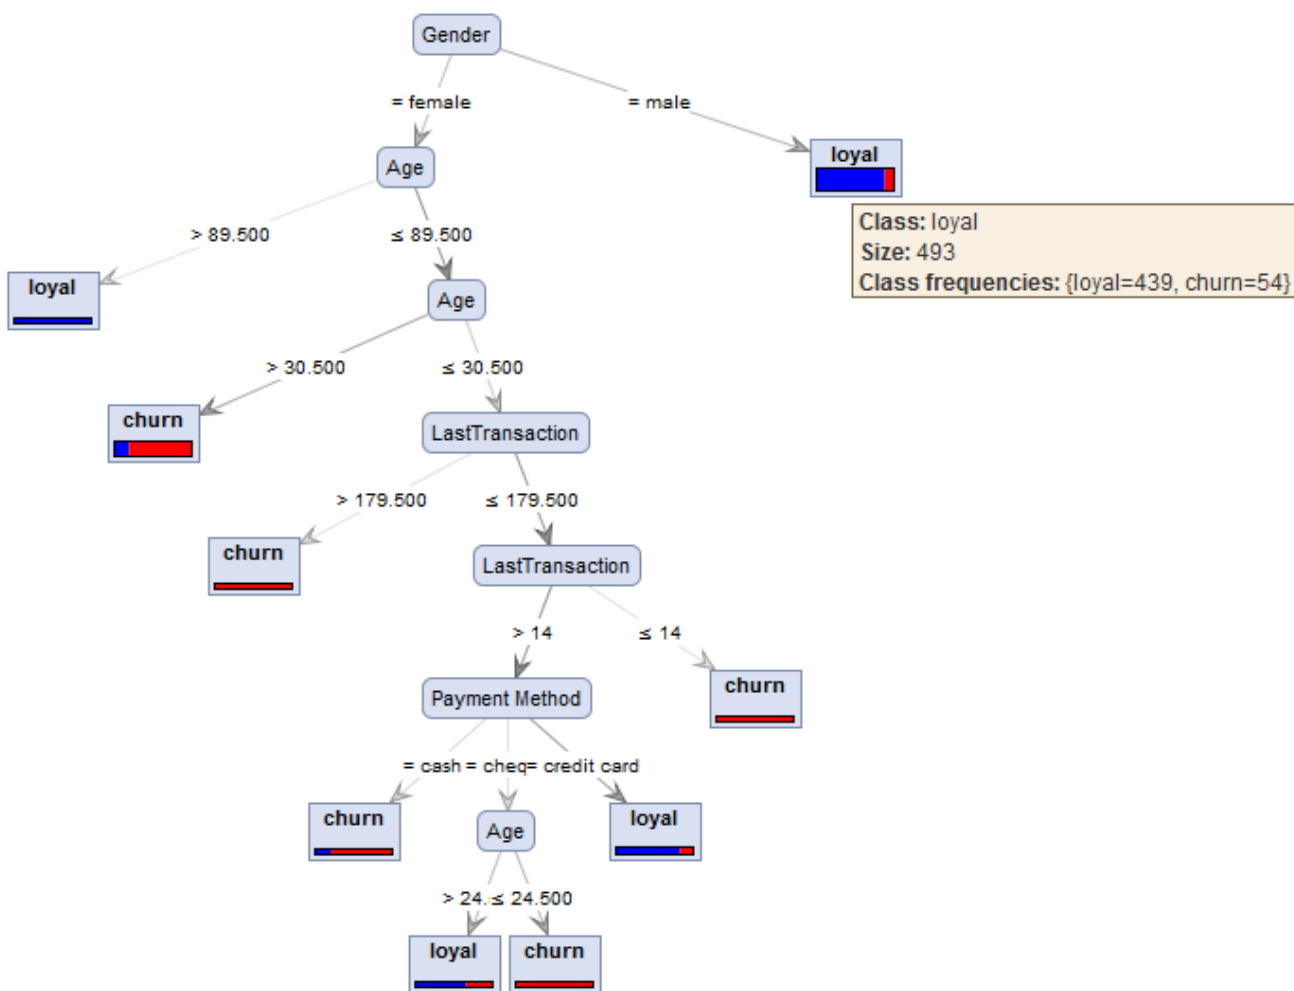 Gender
= female
= male
Age
loyal
Class: loyal
Size: 493
Class frequencies: {loyal=439, churn=54}
> 89.500
≤ 89.500
loyal
Age
> 30.500
≤ 30.500
churn
LastTransaction
> 179.500
≤ 179.500
churn
LastTransaction
> 14
≤ 14
Payment Method
churn
= cash = cheq= credit card
churn
Age
loyal
> 24. ≤ 24.500
loyal
churn